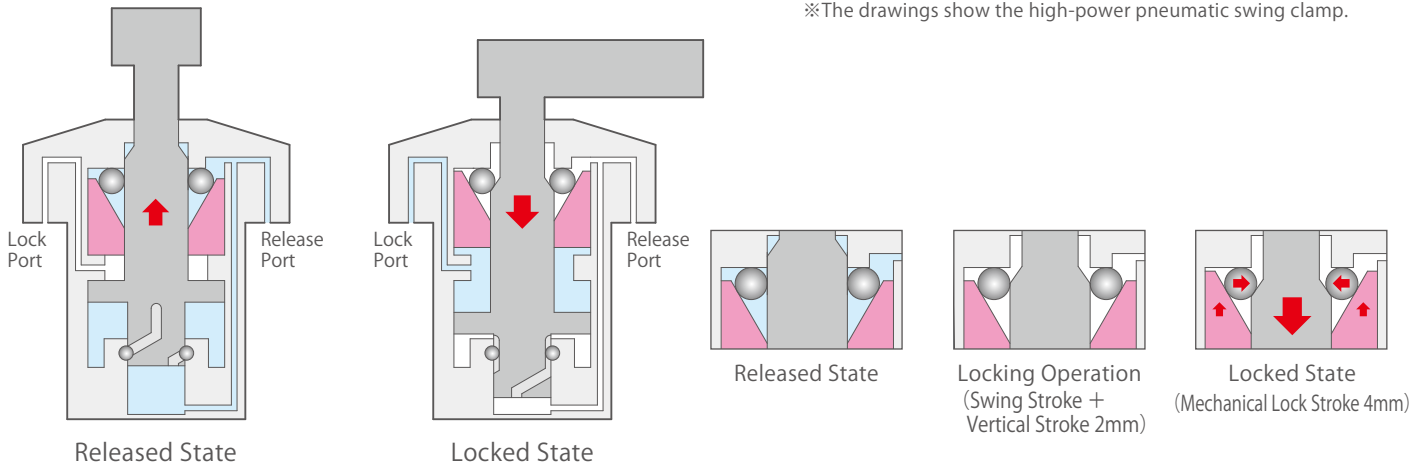 ※The drawings show the high-power pneumatic swing clamp.
Lock
Port
Release
Port
Released State
Lock
Port
Release
Port
Locked State
Released State
Locking Operation
(Swing Stroke +
Vertical Stroke 2mm)
Locked State
(Mechanical Lock Stroke 4mm)